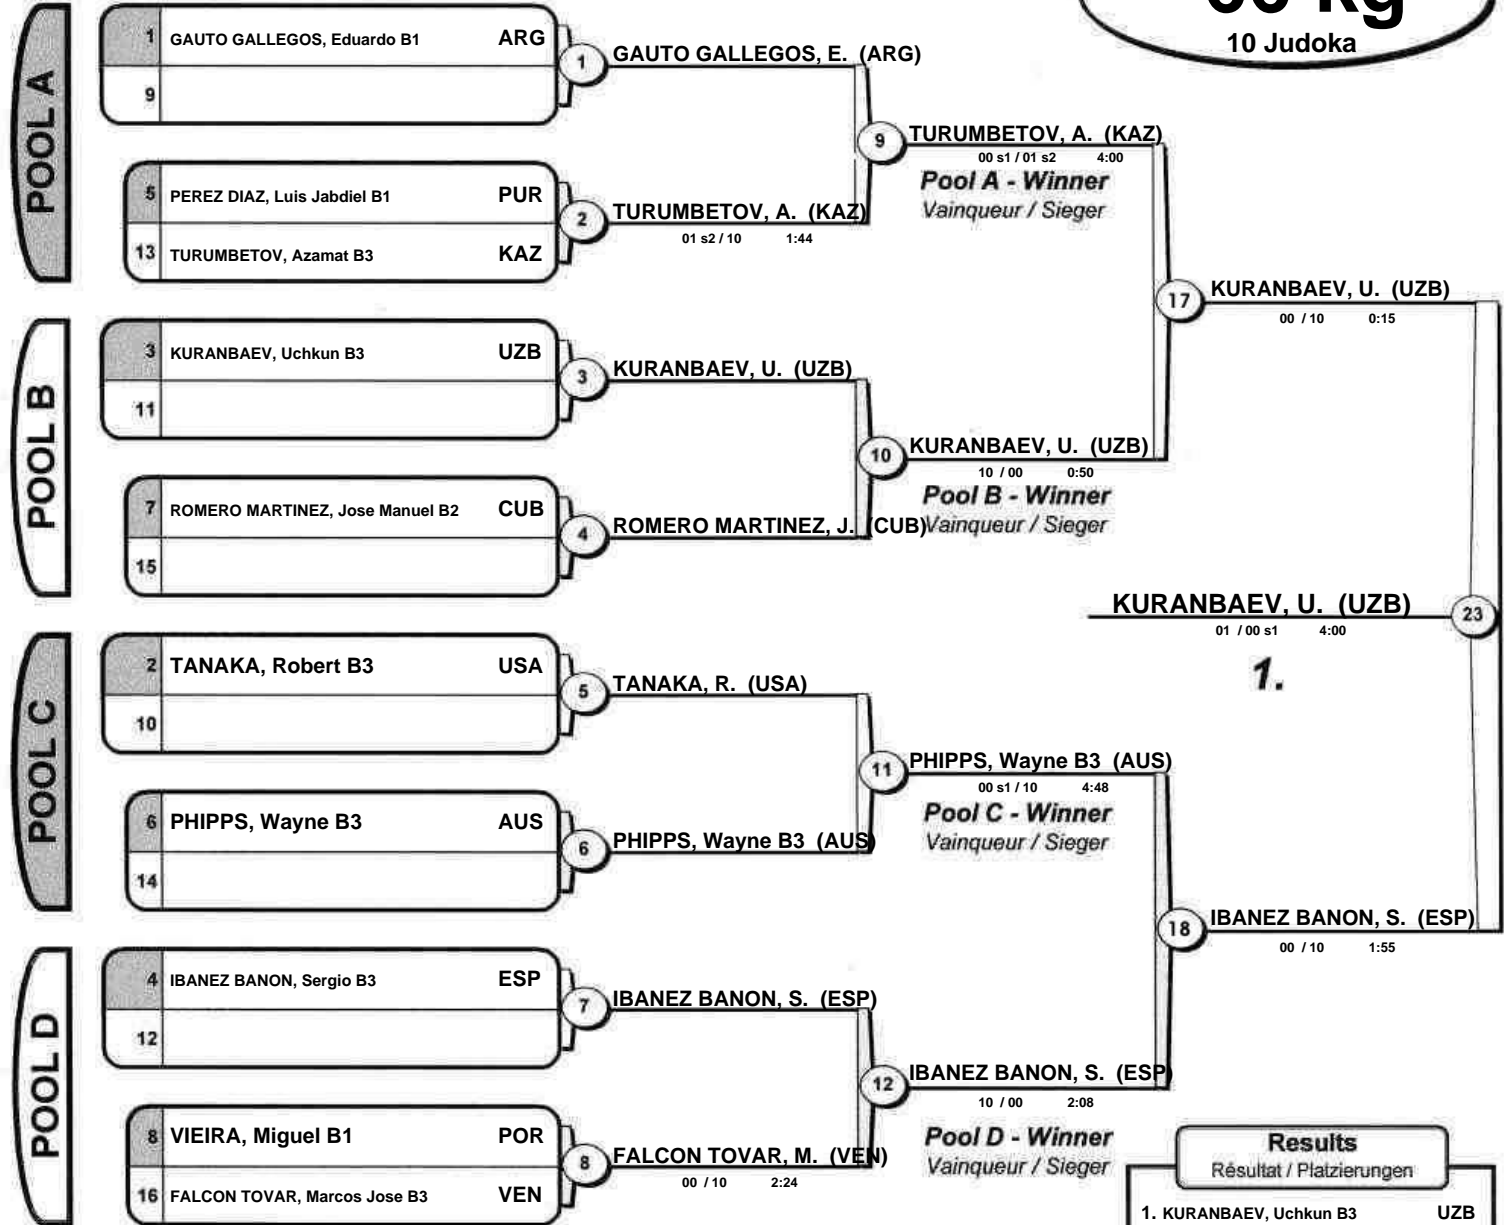 10 Judoka
POOL A
1 GAUTO GALLEGOS, Eduardo B1 ARG
9
1 GAUTO GALLEGOS, E. (ARG)
5 PEREZ DIAZ, Luis Jabdiel B1 PUR
13 TURUMBETOV, Azamat B3 KAZ
2 TURUMBETOV, A. (KAZ)
01 s2 / 10 1:44
9 TURUMBETOV, A. (KAZ)
00 s1 / 01 s2 4:00
Pool A - Winner
Vainqueur / Sieger
POOL B
3 KURANBAEV, Uchkun B3 UZB
11
3 KURANBAEV, U. (UZB)
7 ROMERO MARTINEZ, Jose Manuel B2 CUB
15
4 ROMERO MARTINEZ, J. (CUB)
10 KURANBAEV, U. (UZB)
10 / 00 0:50
Pool B - Winner
Vainqueur / Sieger
17 KURANBAEV, U. (UZB)
00 / 10 0:15
KURANBAEV, U. (UZB) 23
01 / 00 s1 4:00
1.
POOL C
2 TANAKA, Robert B3 USA
10
5 TANAKA, R. (USA)
6 PHIPPS, Wayne B3 AUS
14
6 PHIPPS, Wayne B3 (AUS)
11 PHIPPS, Wayne B3 (AUS)
00 s1 / 10 4:48
Pool C - Winner
Vainqueur / Sieger
18 IBANEZ BANON, S. (ESP)
00 / 10 1:55
POOL D
4 IBANEZ BANON, Sergio B3 ESP
12
7 IBANEZ BANON, S. (ESP)
8 VIEIRA, Miguel B1 POR
16 FALCON TOVAR, Marcos Jose B3 VEN
8 FALCON TOVAR, M. (VEN)
00 / 10 2:24
12 IBANEZ BANON, S. (ESP)
10 / 00 2:08
Pool D - Winner
Vainqueur / Sieger
Results
Résultat / Platzierungen
1. KURANBAEV, Uchkun B3 UZB